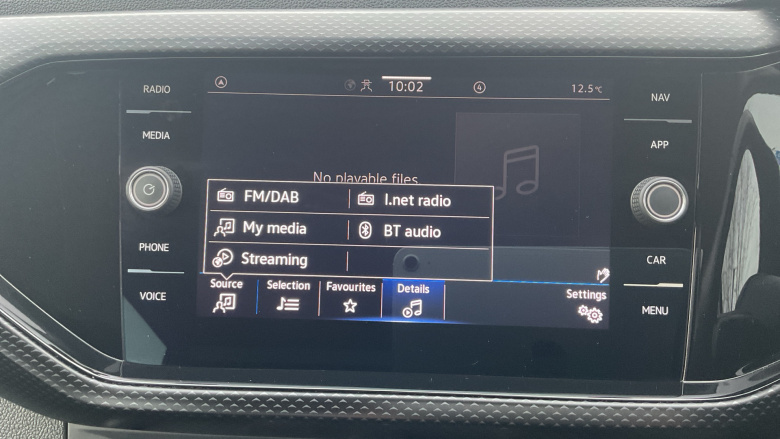 RADIO
MEDIA
PHONE
VOICE
10:02
4
12.5°C
No playable files
FM/DAB
I.net radio
My media
BT audio
Streaming
Source
Selection
Favourites
Details
Settings
NAV
APP
CAR
MENU